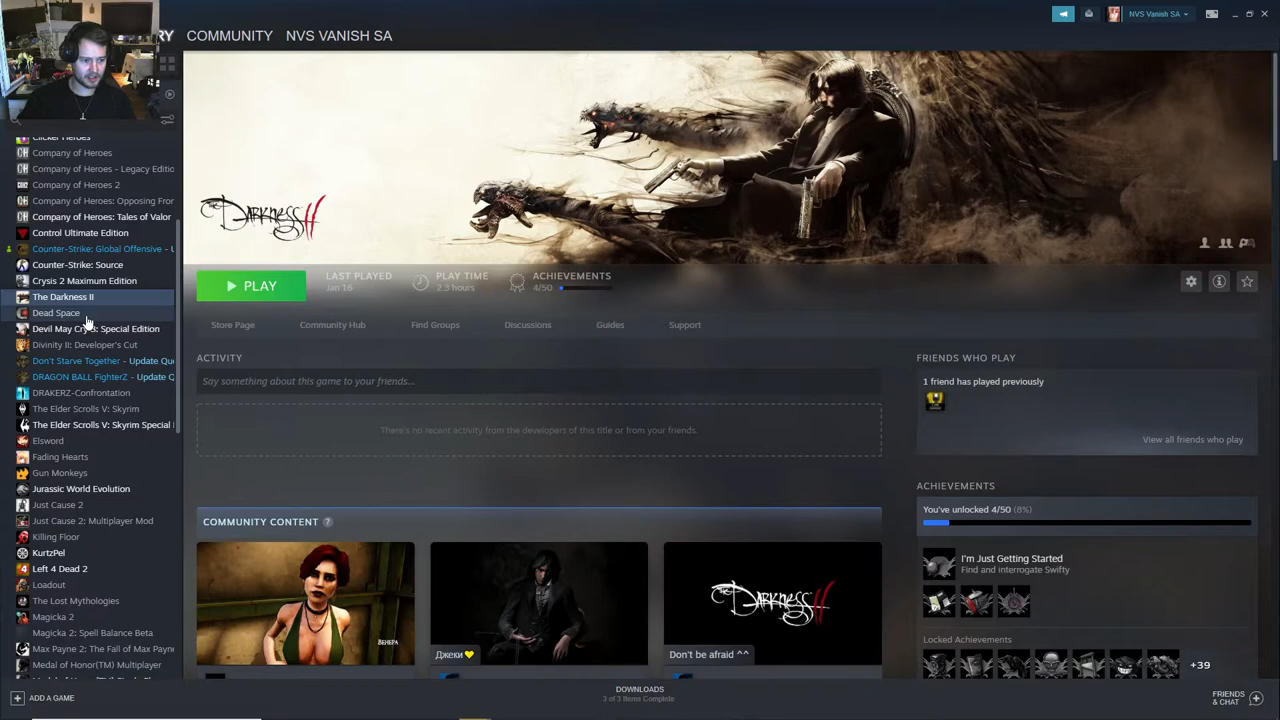 RY COMMUNITY NVS VANISH SA
NVS Vanish SA
Clicker Heroes
Company of Heroes
Company of Heroes - Legacy Editio
Company of Heroes 2
Company of Heroes: Opposing Fron
Company of Heroes: Tales of Valor
Control Ultimate Edition
Counter-Strike: Global Offensive - U
Counter-Strike: Source
Crysis 2 Maximum Edition
The Darkness II
Dead Space
Devil May Cry: Special Edition
Divinity II: Developer's Cut
Don't Starve Together - Update Que
DRAGON BALL FighterZ - Update Q
DRAKERZ-Confrontation
The Elder Scrolls V: Skyrim
The Elder Scrolls V: Skyrim Special
Elsword
Fading Hearts
Gun Monkeys
Jurassic World Evolution
Just Cause 2
Just Cause 2: Multiplayer Mod
Killing Floor
KurtzPel
Left 4 Dead 2
Loadout
The Lost Mythologies
Magicka 2
Magicka 2: Spell Balance Beta
Max Payne 2: The Fall of Max Payne
Medal of Honor(TM) Multiplayer
ADD A GAME
The Darkness II
PLAY
LAST PLAYED
Jan 16
PLAY TIME
2.3 hours
ACHIEVEMENTS
4/50
Store Page Community Hub Find Groups Discussions Guides Support
ACTIVITY
Say something about this game to your friends...
There's no recent activity from the developers of this title or from your friends.
COMMUNITY CONTENT ?
ВЕНЕРА
Джеки
The Darkness II
Don't be afraid ^^
FRIENDS WHO PLAY
1 friend has played previously
View all friends who play
ACHIEVEMENTS
You've unlocked 4/50 (8%)
I'm Just Getting Started
Find and interrogate Swifty
Locked Achievements
+39
DOWNLOADS
3 of 3 Items Complete
FRIENDS
& CHAT